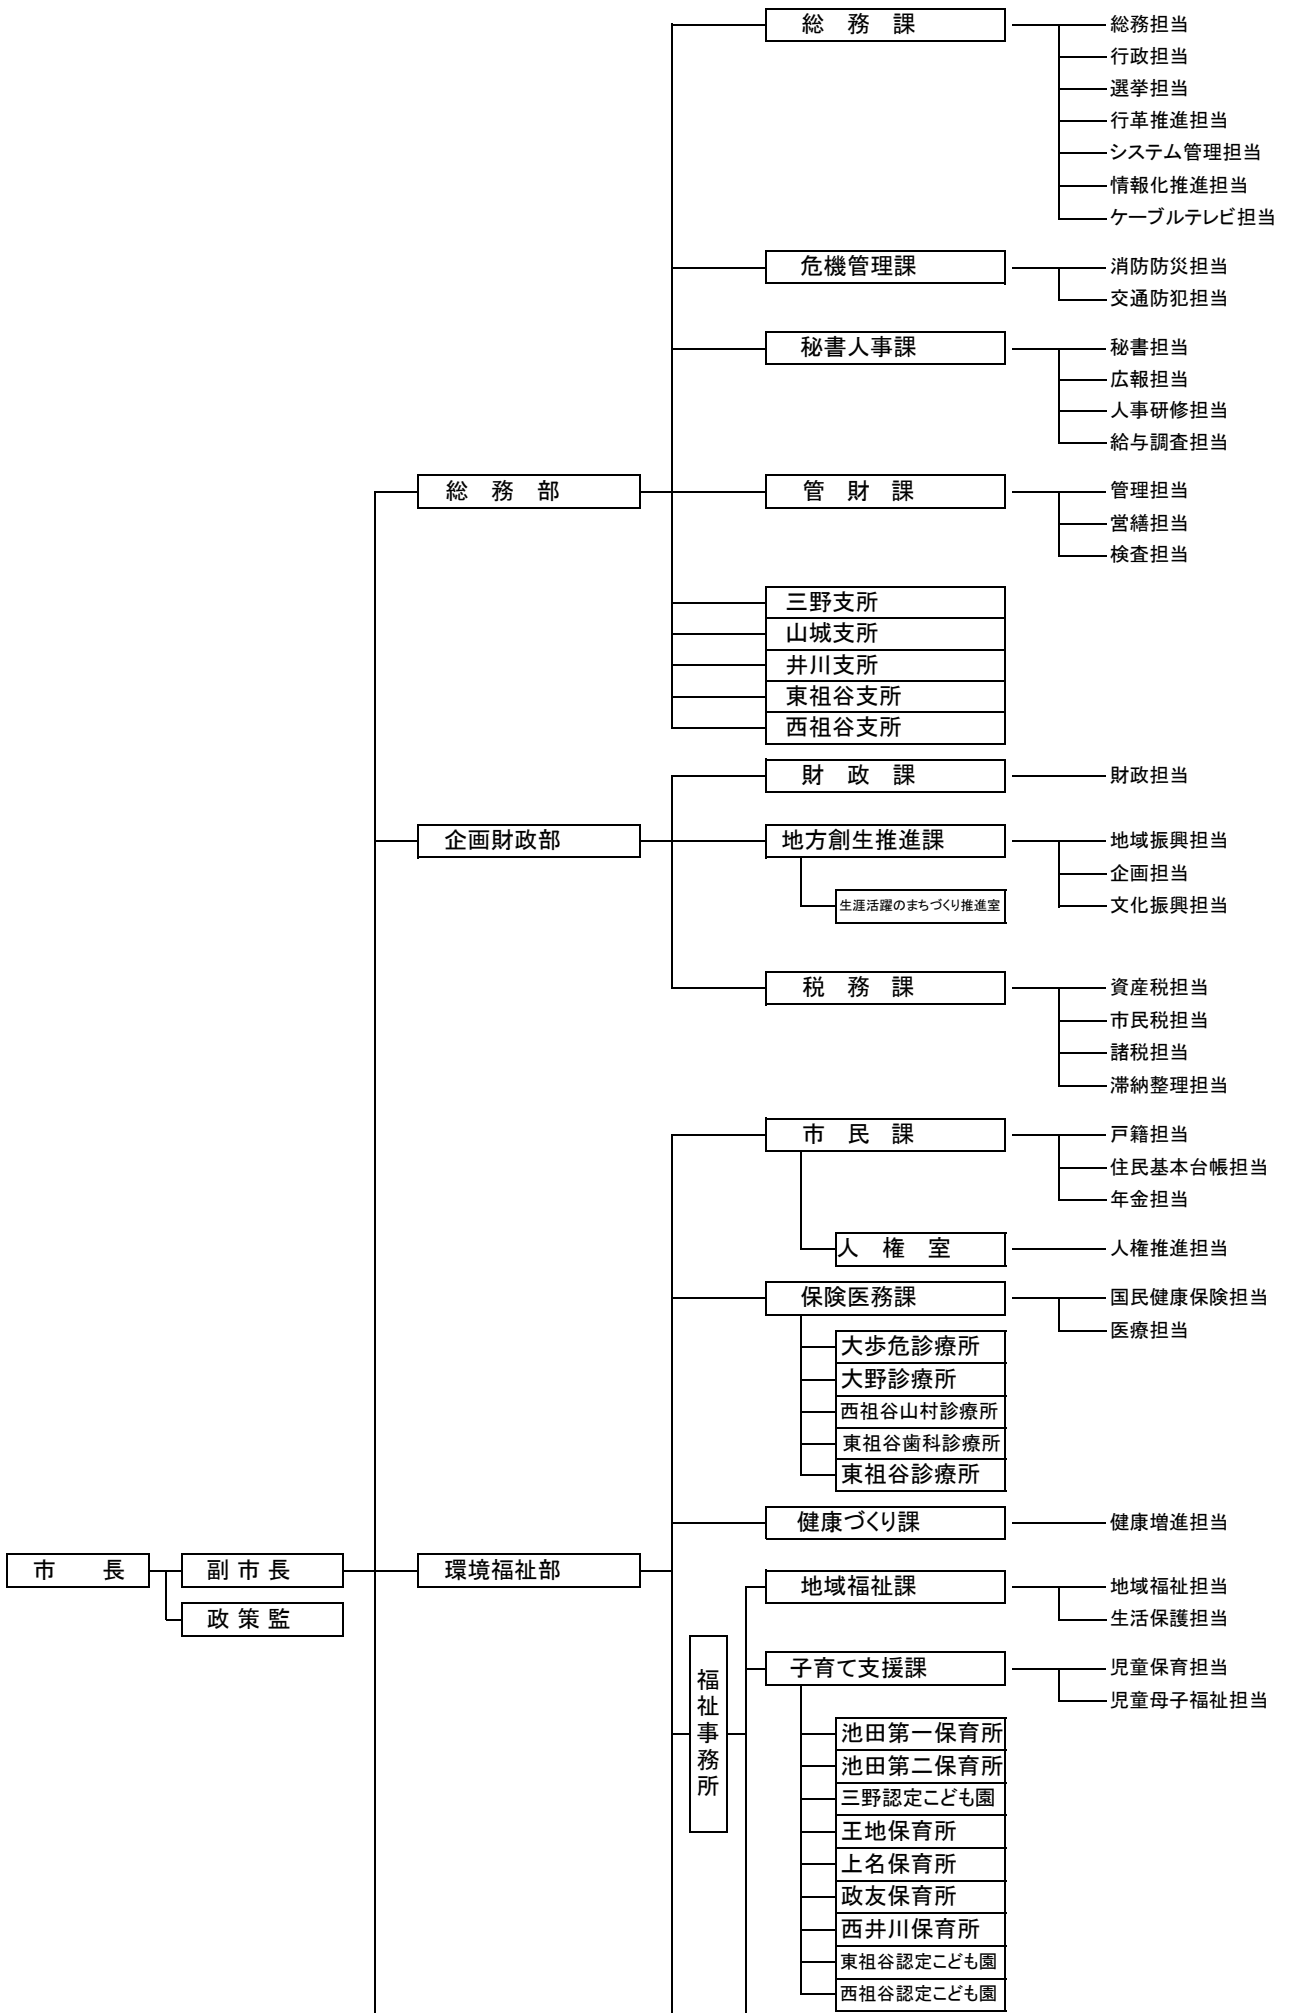 総　務　課
総務担当
行政担当
選挙担当
行革推進担当
システム管理担当
情報化推進担当
ケーブルテレビ担当
危機管理課
消防防災担当
交通防犯担当
秘書人事課
秘書担当
広報担当
人事研修担当
給与調査担当
総　務　部
管　財　課
管理担当
営繕担当
検査担当
三野支所
山城支所
井川支所
東祖谷支所
西祖谷支所
財　政　課
財政担当
企画財政部
地方創生推進課
地域振興担当
企画担当
文化振興担当
生涯活躍のまちづくり推進室
税　務　課
資産税担当
市民税担当
諸税担当
滞納整理担当
市　民　課
戸籍担当
住民基本台帳担当
年金担当
人　権　室
人権推進担当
保険医務課
国民健康保険担当
医療担当
大歩危診療所
大野診療所
西祖谷山村診療所
東祖谷歯科診療所
東祖谷診療所
健康づくり課
健康増進担当
市　　長
副 市 長
政 策 監
環境福祉部
福祉事務所
地域福祉課
地域福祉担当
生活保護担当
子育て支援課
児童保育担当
児童母子福祉担当
池田第一保育所
池田第二保育所
三野認定こども園
王地保育所
上名保育所
政友保育所
西井川保育所
東祖谷認定こども園
西祖谷認定こども園